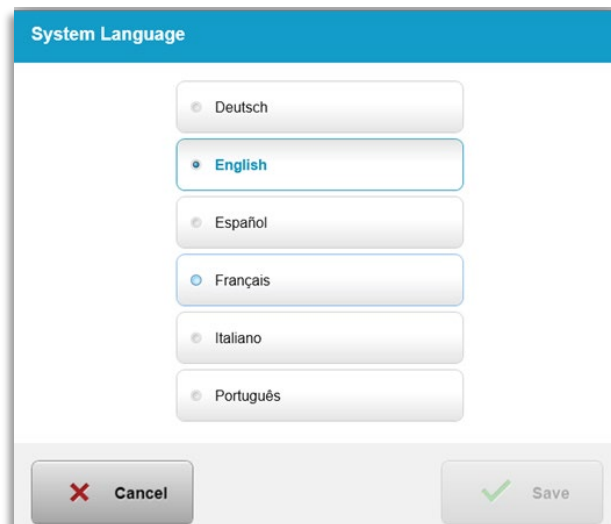 System Language
Deutsch
English
Español
Français
Italiano
Português
Cancel
Save